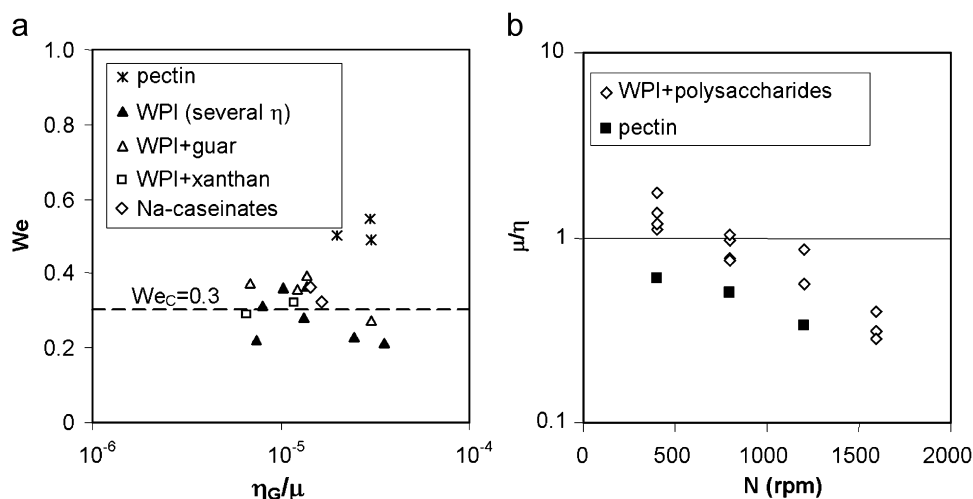 a
We
1.0
0.8
0.6
0.4
0.2
0
pectin
WPI (several η)
WPI+guar
WPI+xanthan
Na-caseinates
We_C=0.3
10⁻⁶
10⁻⁵
10⁻⁴
η_G/μ
b
μ/η
10
1
0.1
WPI+polysaccharides
pectin
0
500
1000
1500
2000
N (rpm)